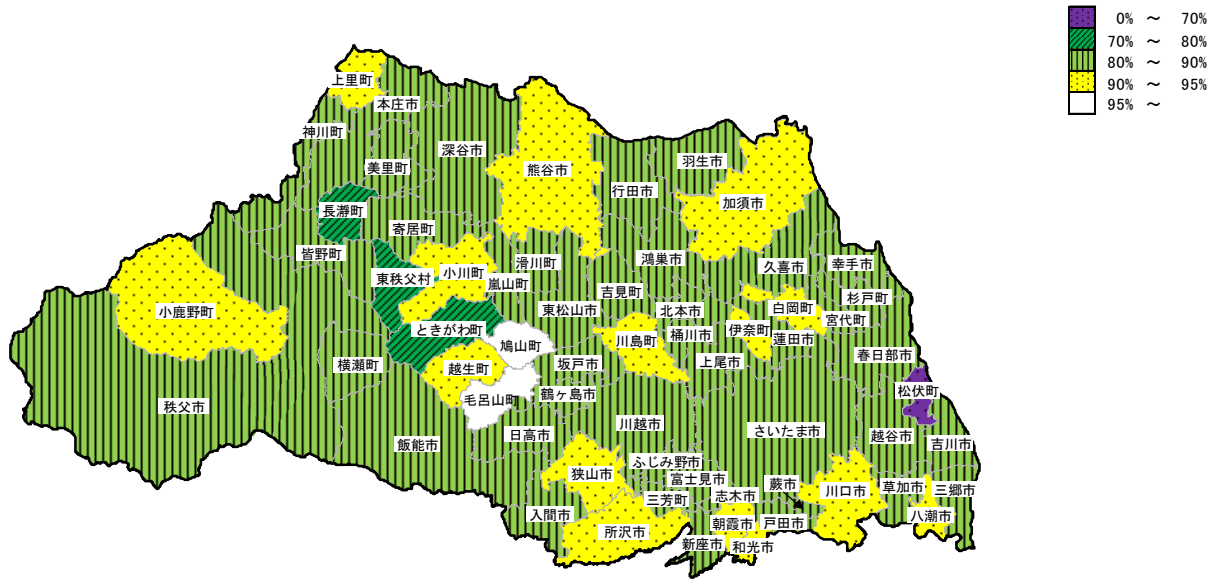 0% ～ 70%
70% ～ 80%
80% ～ 90%
90% ～ 95%
95% ～
上里町
本庄市
神川町
深谷市
美里町
熊谷市
羽生市
行田市
加須市
長瀞町
寄居町
皆野町
東秩父村
小川町
嵐山町
滑川町
鴻巣市
久喜市
幸手市
吉見町
杉戸町
小鹿野町
東松山市
北本市
白岡町
宮代町
ときがわ町
川島町
桶川市
伊奈町
蓮田市
鳩山町
春日部市
横瀬町
越生町
坂戸市
上尾市
松伏町
秩父市
毛呂山町
鶴ヶ島市
川越市
さいたま市
越谷市
吉川市
飯能市
日高市
ふじみ野市
狭山市
富士見市
蕨市
川口市
草加市
三郷市
三芳町
志木市
入間市
所沢市
朝霞市
戸田市
八潮市
新座市
和光市